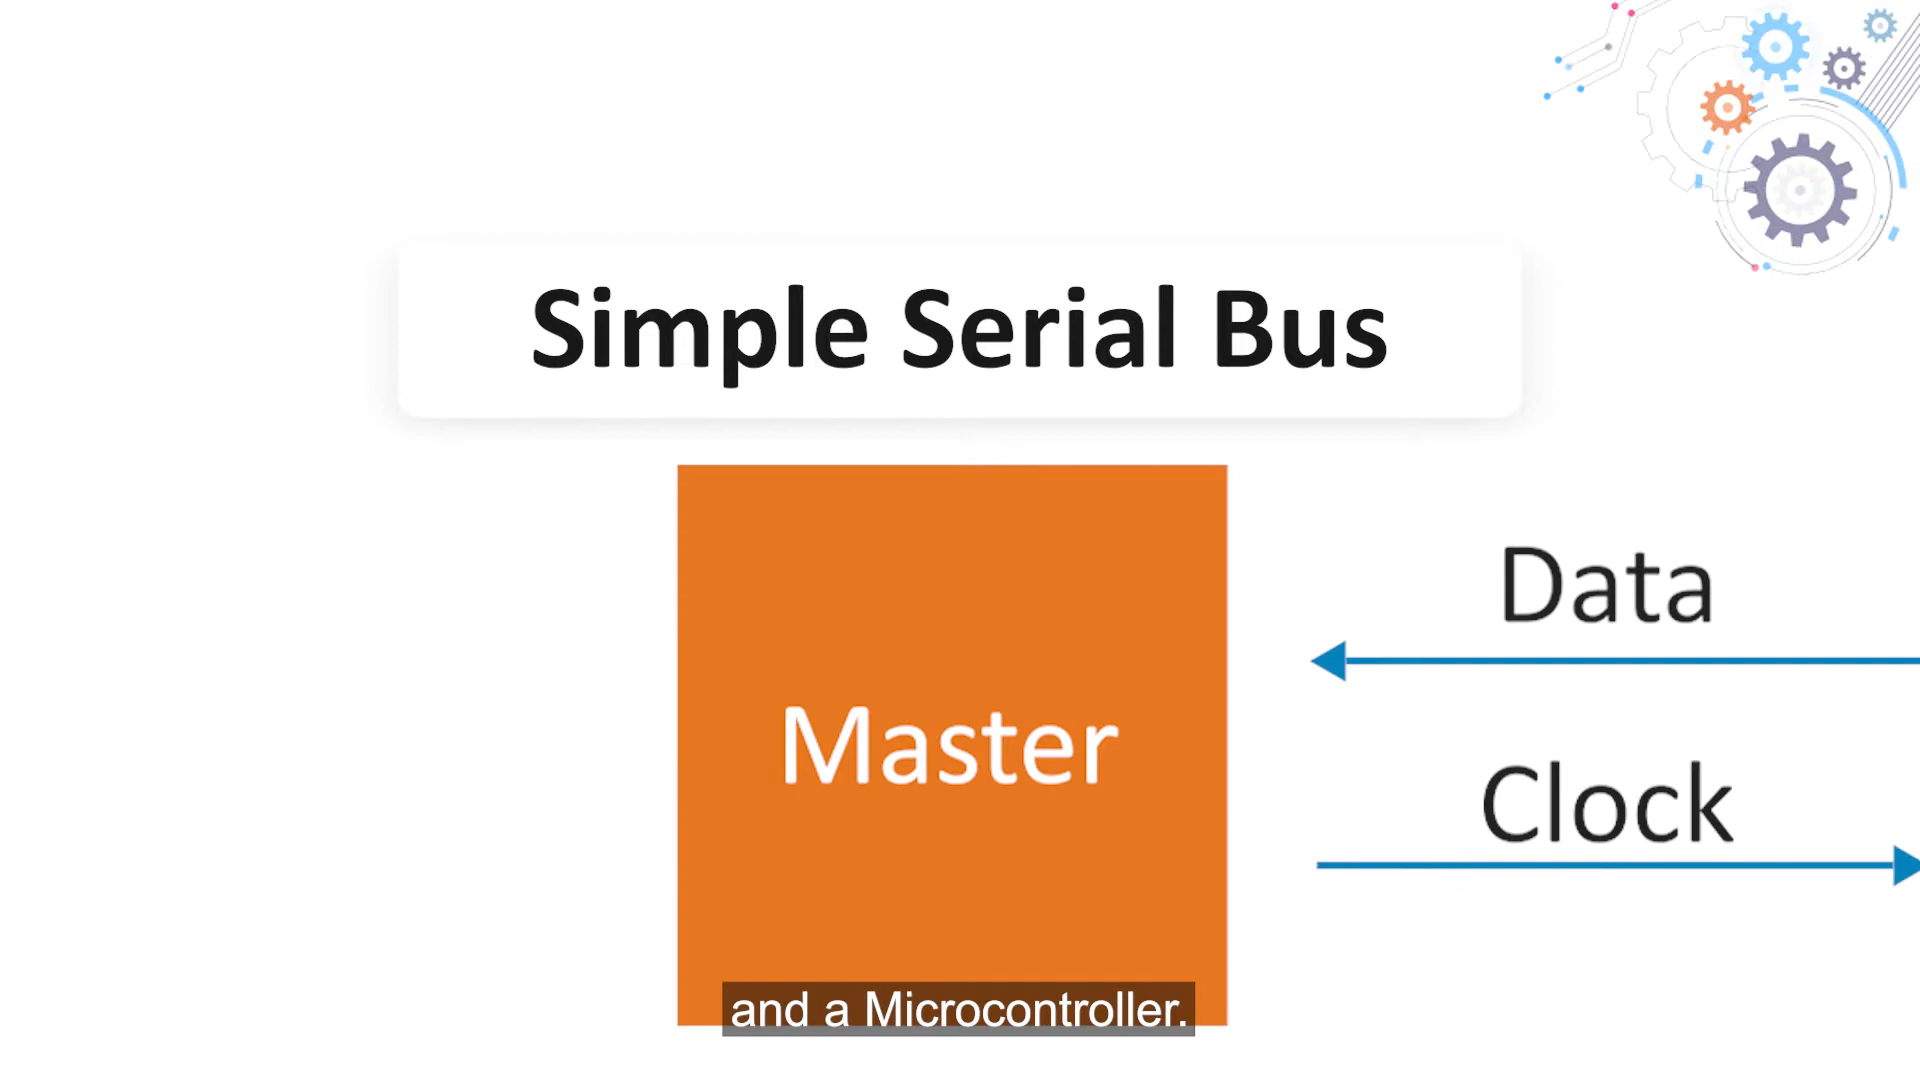 Simple Serial Bus
Data
Master
Clock
and a Microcontroller.